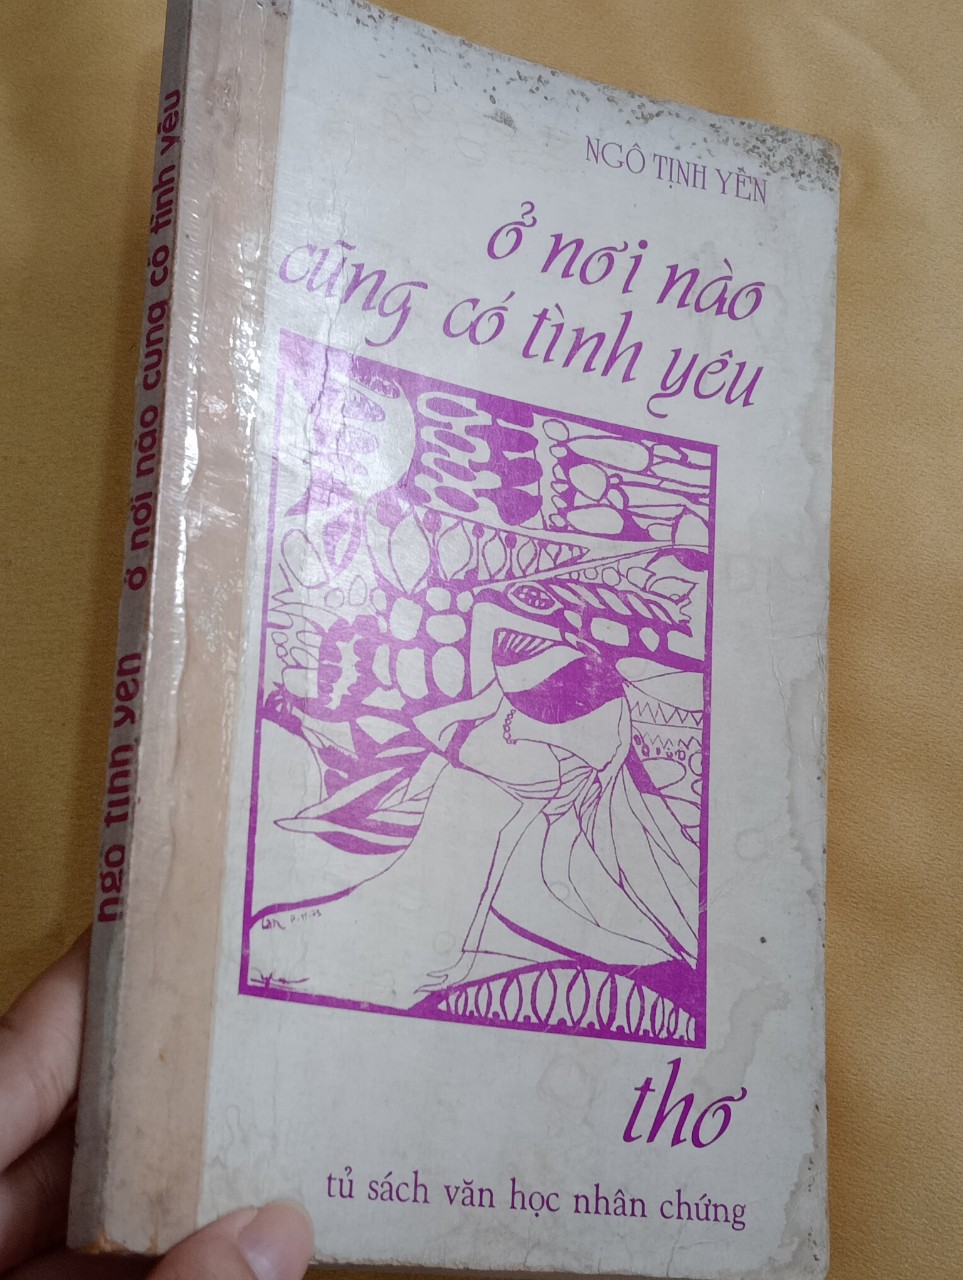 NGÔ TỊNH YÊN
ở nơi nào
cũng có tình yêu
thơ
tủ sách văn học nhân chứng
ngô tịnh yên ở nơi nào cũng có tình yêu